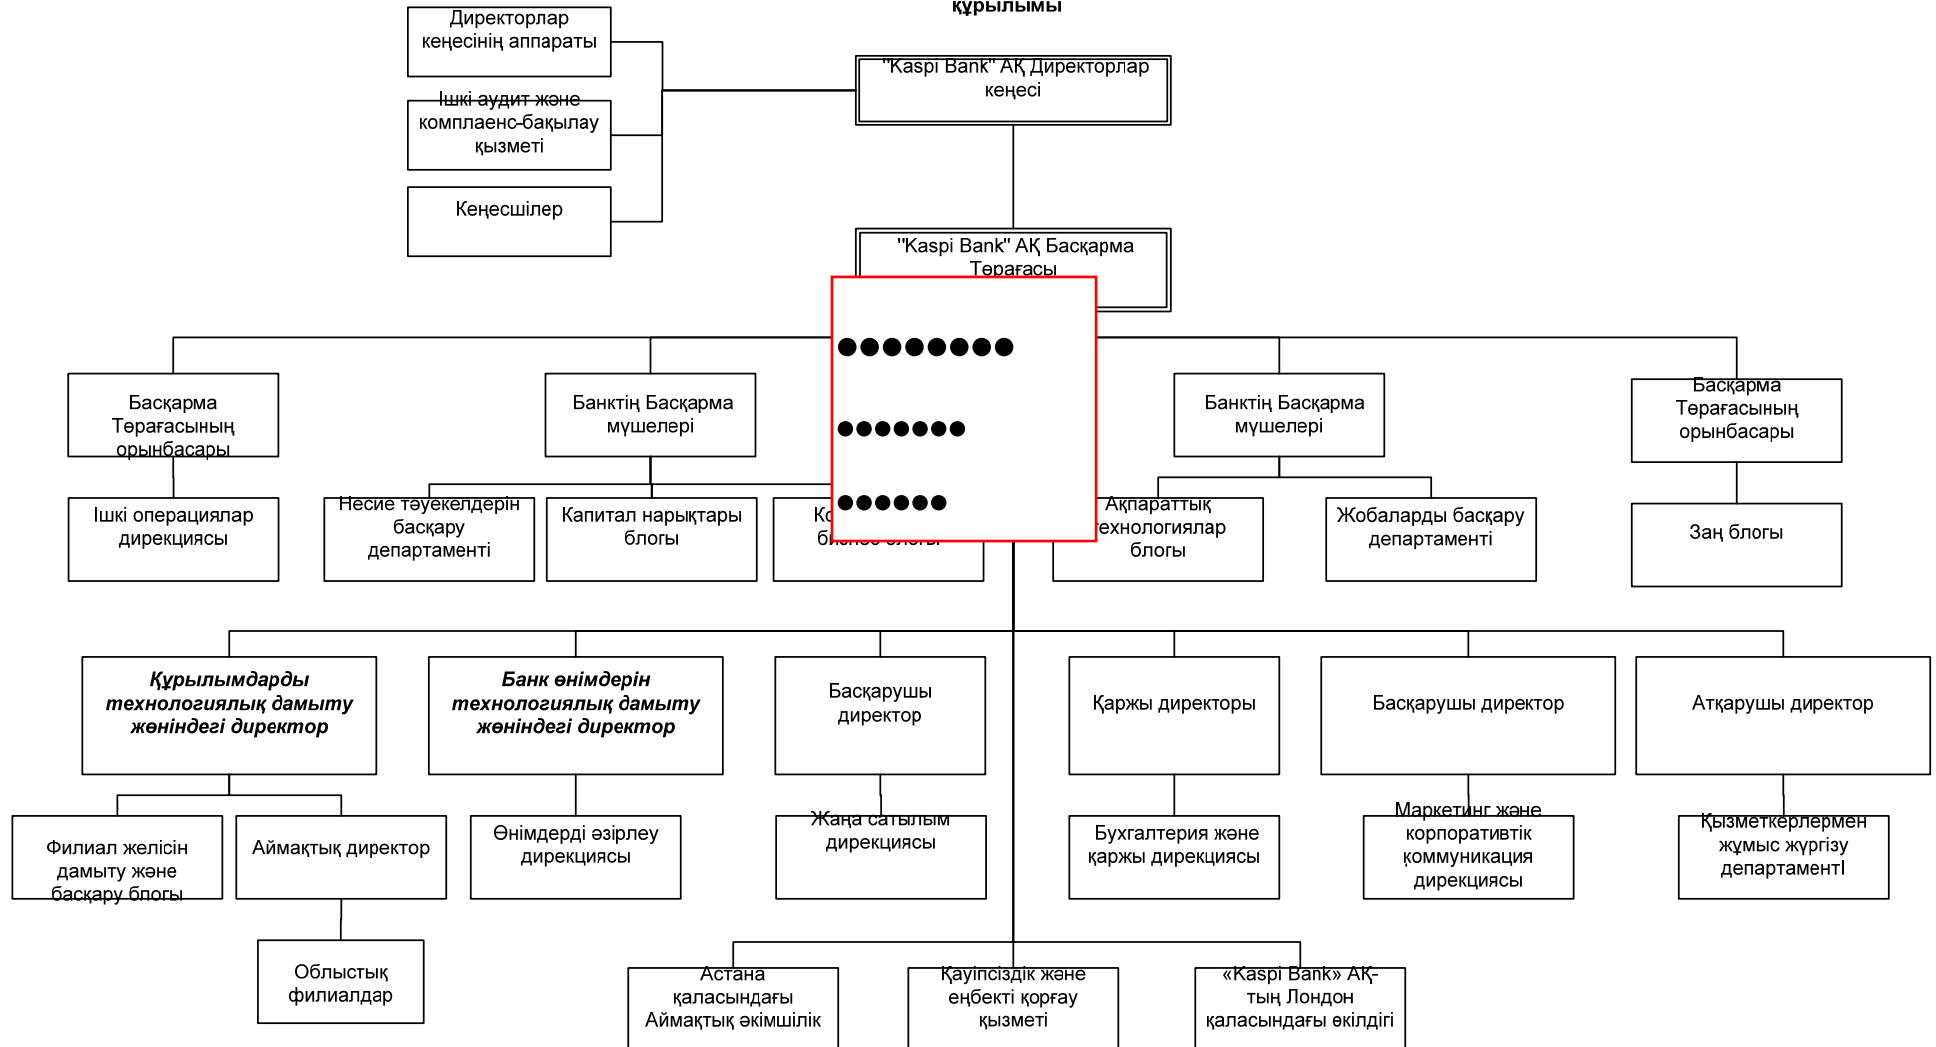 құрылымы
Директорлар
кеңесінің аппараты
"Kaspi Bank" АҚ Директорлар
кеңесі
Ішкі аудит және
комплаенс-бақылау
қызметі
Кеңесшілер
"Kaspi Bank" АҚ Басқарма
Төрағасы
●●●●●●●●
●●●●●●●
●●●●●●
Басқарма
Төрағасының
орынбасары
Банктің Басқарма
мүшелері
Банктің Басқарма
мүшелері
Басқарма
Төрағасының
орынбасары
Ішкі операциялар
дирекциясы
Несие тәуекелдерін
басқару
департаменті
Капитал нарықтары
блогы
Ақпараттық
блогы
Жобаларды басқару
департаменті
Заң блогы
Құрылымдарды
технологиялық дамыту
жөніндегі директор
Банк өнімдерін
технологиялық дамыту
жөніндегі директор
Басқарушы
директор
Қаржы директоры
Басқарушы директор
Атқарушы директор
Филиал желісін
дамыту және
басқару блогы
Аймақтық директор
Өнімдерді әзірлеу
дирекциясы
Жаңа сатылым
дирекциясы
Бухгалтерия және
қаржы дирекциясы
Маркетинг және
корпоративтік
коммуникация
дирекциясы
Қызметкерлермен
жұмыс жүргізу
департаментІ
Облыстық
филиалдар
Астана
қаласындағы
Аймақтық әкімшілік
Қауіпсіздік және
еңбекті қорғау
қызметі
«Kaspi Bank» АҚ-
тың Лондон
қаласындағы өкілдігі